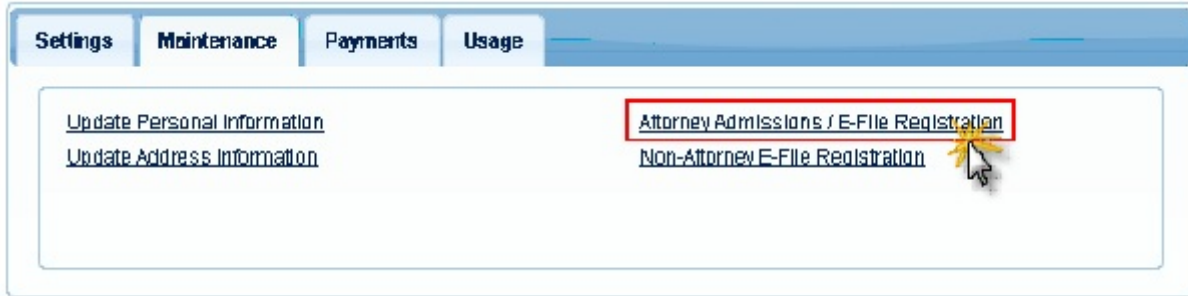 Settings Maintenance Payments Usage
Update Personal Information Attorney Admissions / E-File Registration
Update Address Information Non-Attorney E-File Registration